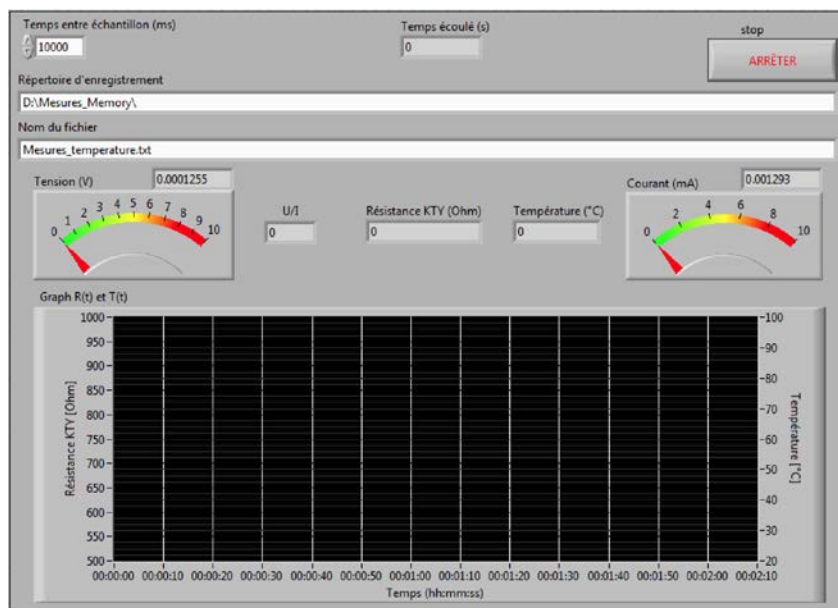 Temps entre échantillon (ms)
10000
Temps écoulé (s)
0
stop
ARRÊTER
Répertoire d'enregistrement
D:\Mesures_Memory\
Nom du fichier
Mesures_temperature.txt
Tension (V)
0.0001255
0 1 2 3 4 5 6 7 8 9 10
U/I
0
Résistance KTY (Ohm)
0
Température (°C)
0
Courant (mA)
0.001293
0 2 4 6 8 10
Graph R(t) et T(t)
Résistance KTY [Ohm]
1000
950
900
850
800
750
700
650
600
550
500
100
90
80
70
60
50
40
30
20
Température [°C]
00:00:00 00:00:10 00:00:20 00:00:30 00:00:40 00:00:50 00:01:00 00:01:10 00:01:20 00:01:30 00:01:40 00:01:50 00:02:00 00:02:10
Temps (hh:mm:ss)